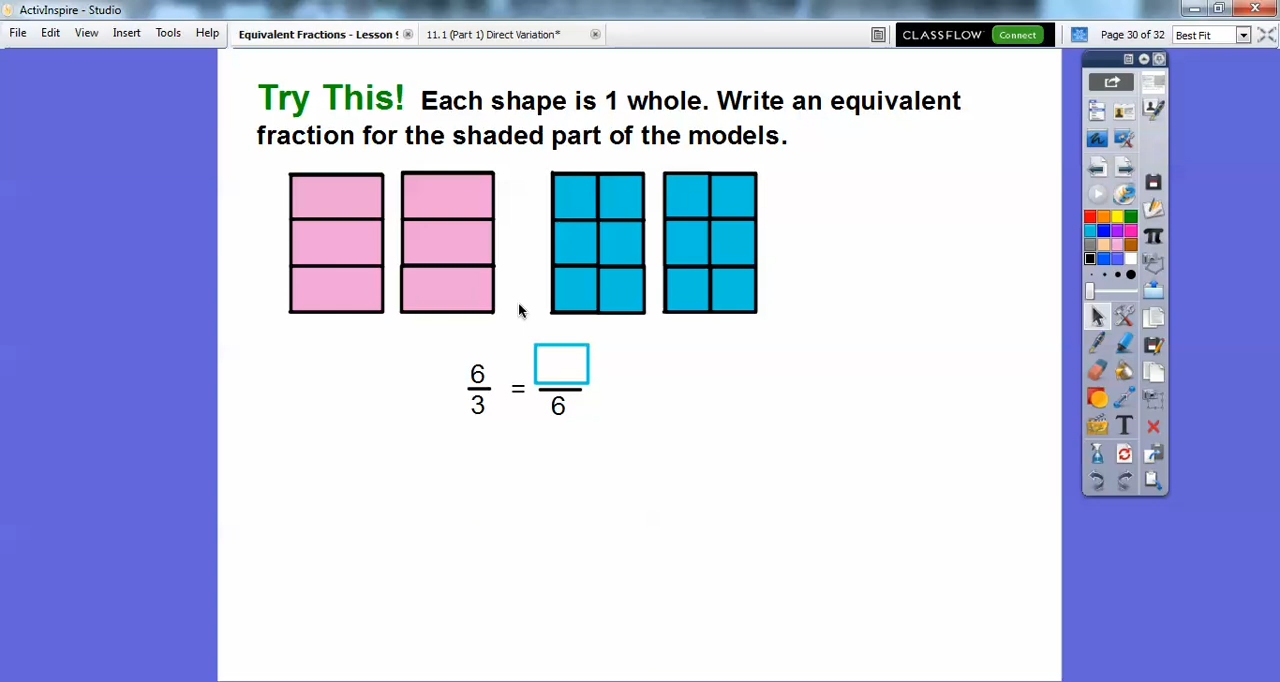 ActivInspire - Studio
File Edit View Insert Tools Help
Equivalent Fractions - Lesson 9
11.1 (Part 1) Direct Variation*
CLASSFLOW Connect
Page 30 of 32
Best Fit
Try This! Each shape is 1 whole. Write an equivalent
fraction for the shaded part of the models.
6
3
=
6